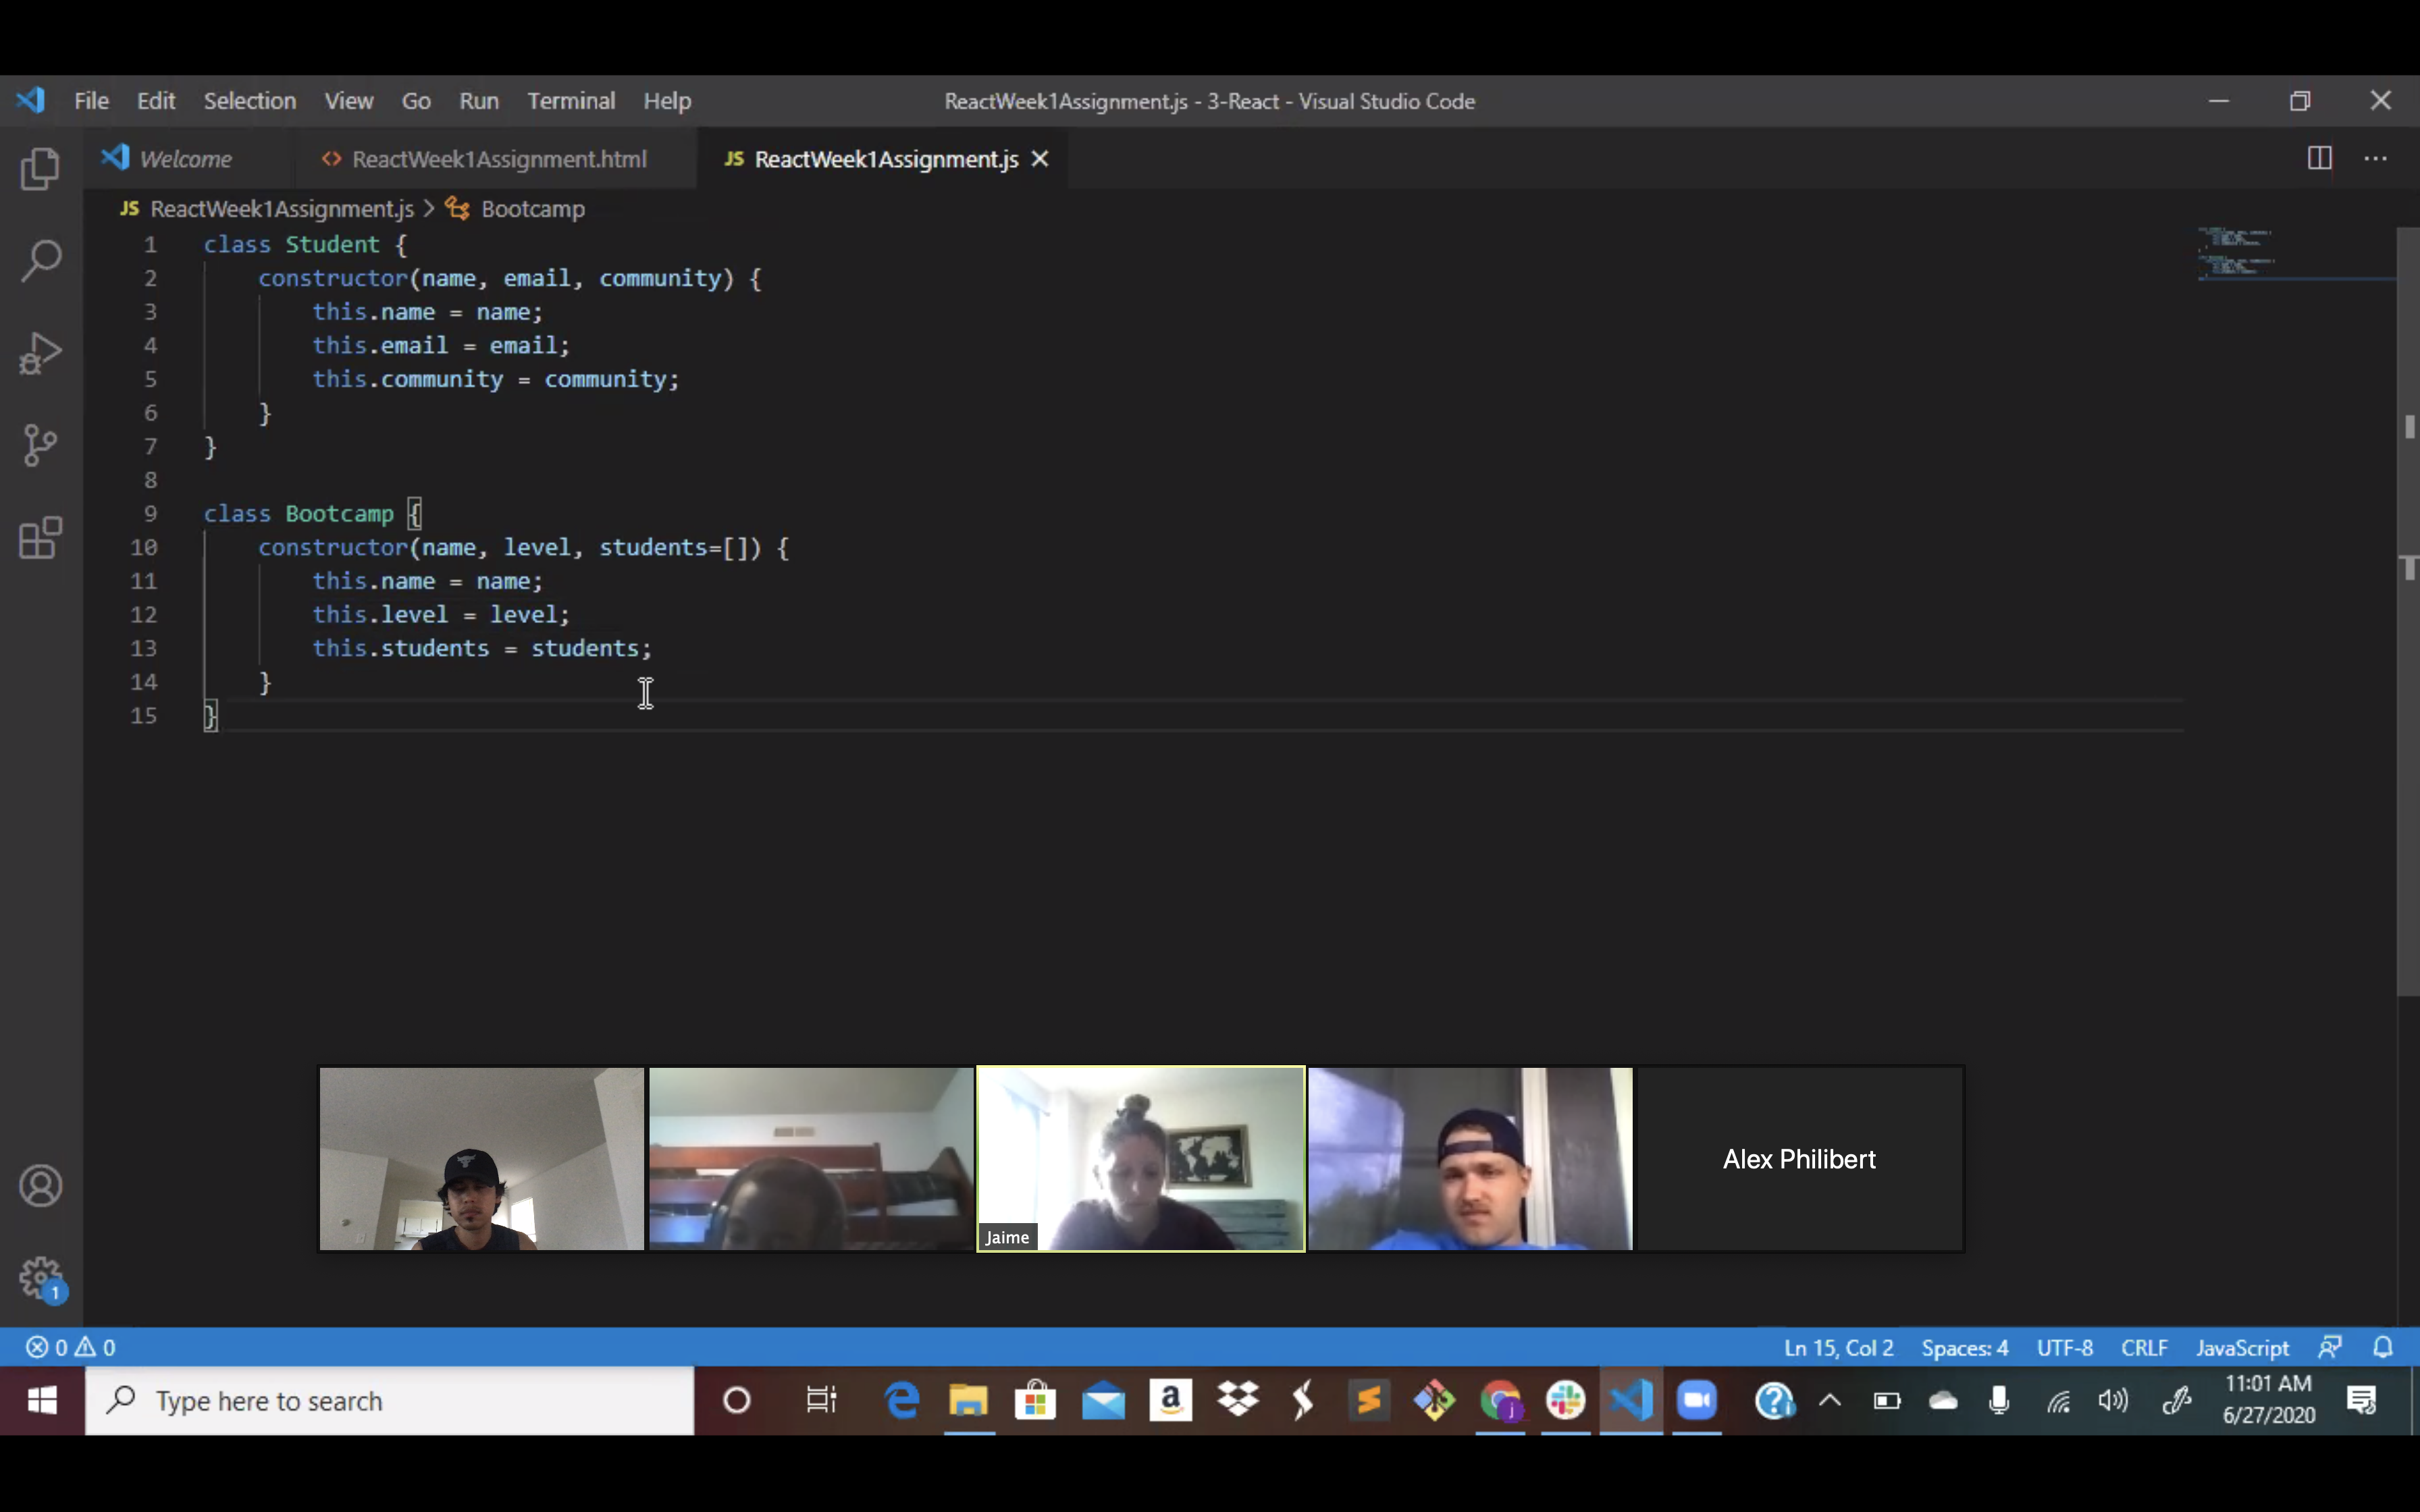 File Edit Selection View Go Run Terminal Help
ReactWeek1Assignment.js - 3-React - Visual Studio Code
Welcome
ReactWeek1Assignment.html
JS ReactWeek1Assignment.js
JS ReactWeek1Assignment.js > Bootcamp
1 class Student {
2 constructor(name, email, community) {
3 this.name = name;
4 this.email = email;
5 this.community = community;
6 }
7 }
8
9 class Bootcamp {
10 constructor(name, level, students=[]) {
11 this.name = name;
12 this.level = level;
13 this.students = students;
14 }
15 }
Jaime
Alex Philibert
1
0 0
Ln 15, Col 2 Spaces: 4 UTF-8 CRLF JavaScript
Type here to search
a
j
11:01 AM
6/27/2020